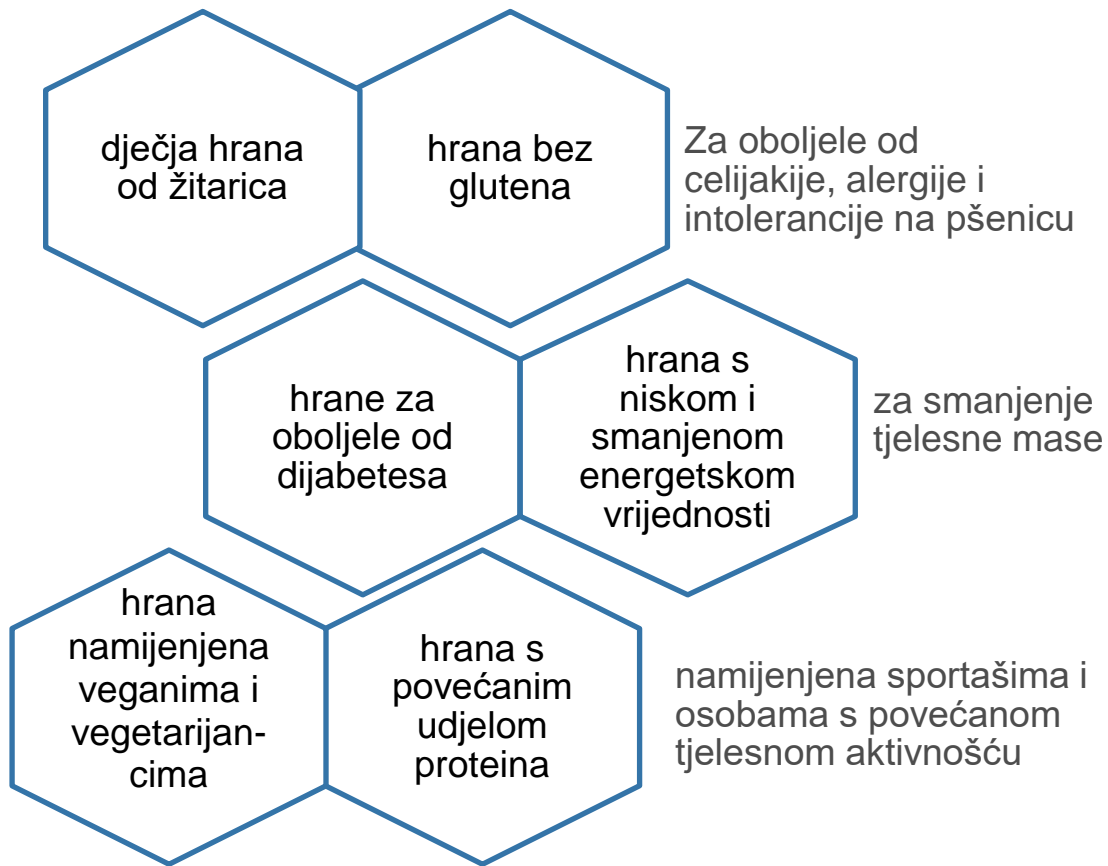 dječja hrana
od žitarica
hrana bez
glutena
Za oboljele od
celijakije, alergije i
intolerancije na pšenicu
hrane za
oboljele od
dijabetesa
hrana s
niskom i
smanjenom
energetskom
vrijednosti
za smanjenje
tjelesne mase
hrana
namijenjena
veganima i
vegetarijan-
cima
hrana s
povećanim
udjelom
proteina
namijenjena sportašima i
osobama s povećanom
tjelesnom aktivnošću